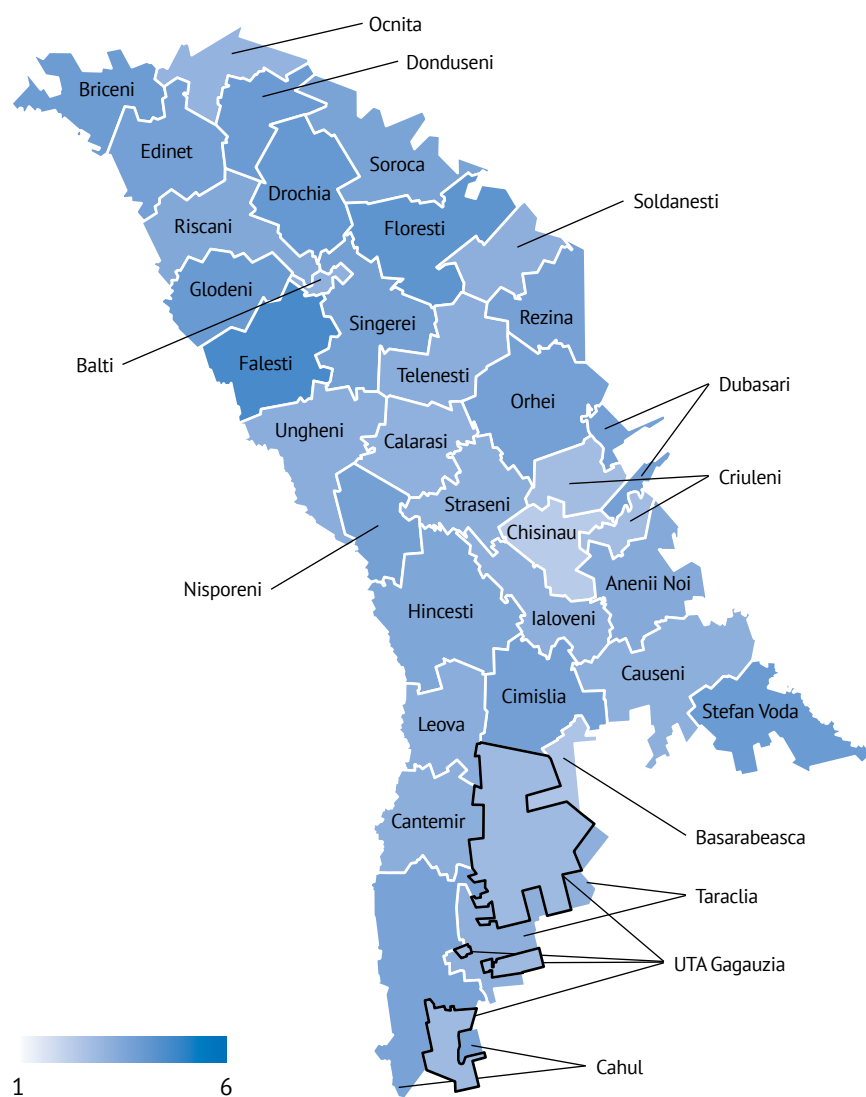 Ocnita
Donduseni
Briceni
Edinet
Soroca
Drochia
Soldanesti
Riscani
Floresti
Glodeni
Rezina
Singerei
Balti
Falesti
Telenesti
Dubasari
Orhei
Ungheni
Calarasi
Criuleni
Straseni
Chisinau
Nisporeni
Anenii Noi
Hincesti
Ialoveni
Causeni
Cimislia
Stefan Voda
Leova
Cantemir
Basarabeasca
Taraclia
UTA Gagauzia
Cahul
1 6